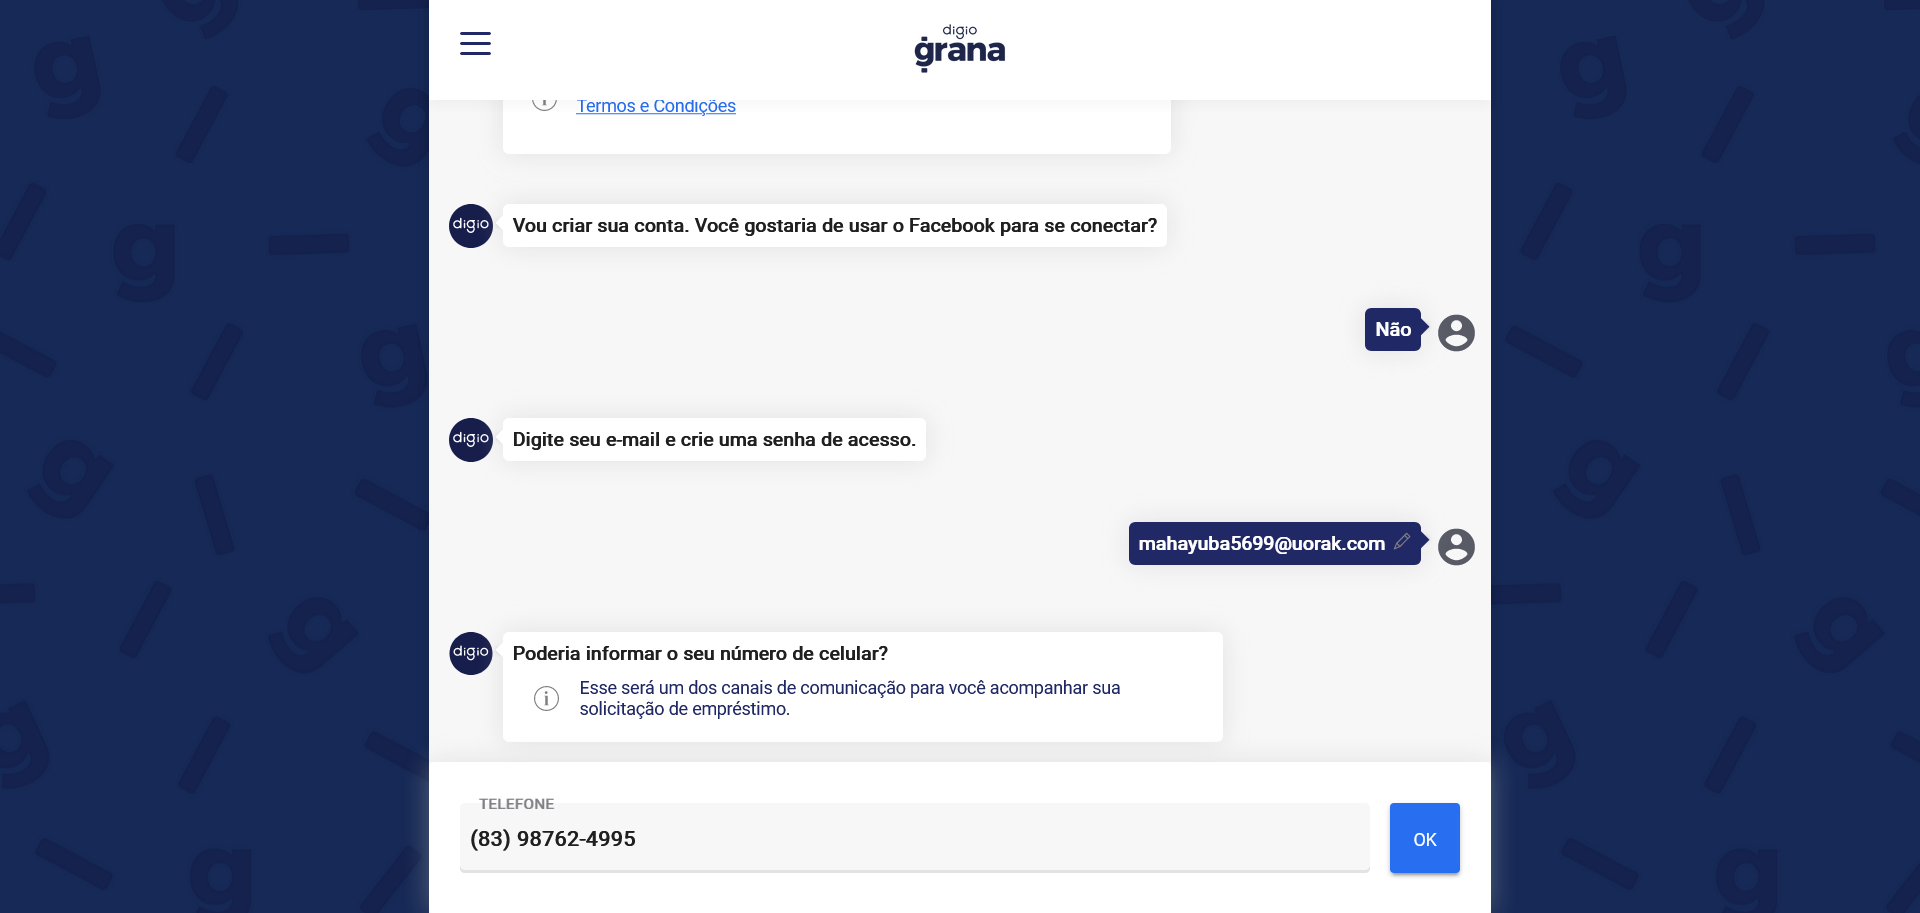 digio
grana
Termos e Condições
digio
Vou criar sua conta. Você gostaria de usar o Facebook para se conectar?
Não
digio
Digite seu e-mail e crie uma senha de acesso.
mahayuba5699@uorak.com
digio
Poderia informar o seu número de celular?
Esse será um dos canais de comunicação para você acompanhar sua
solicitação de empréstimo.
TELEFONE
(83) 98762-4995
OK